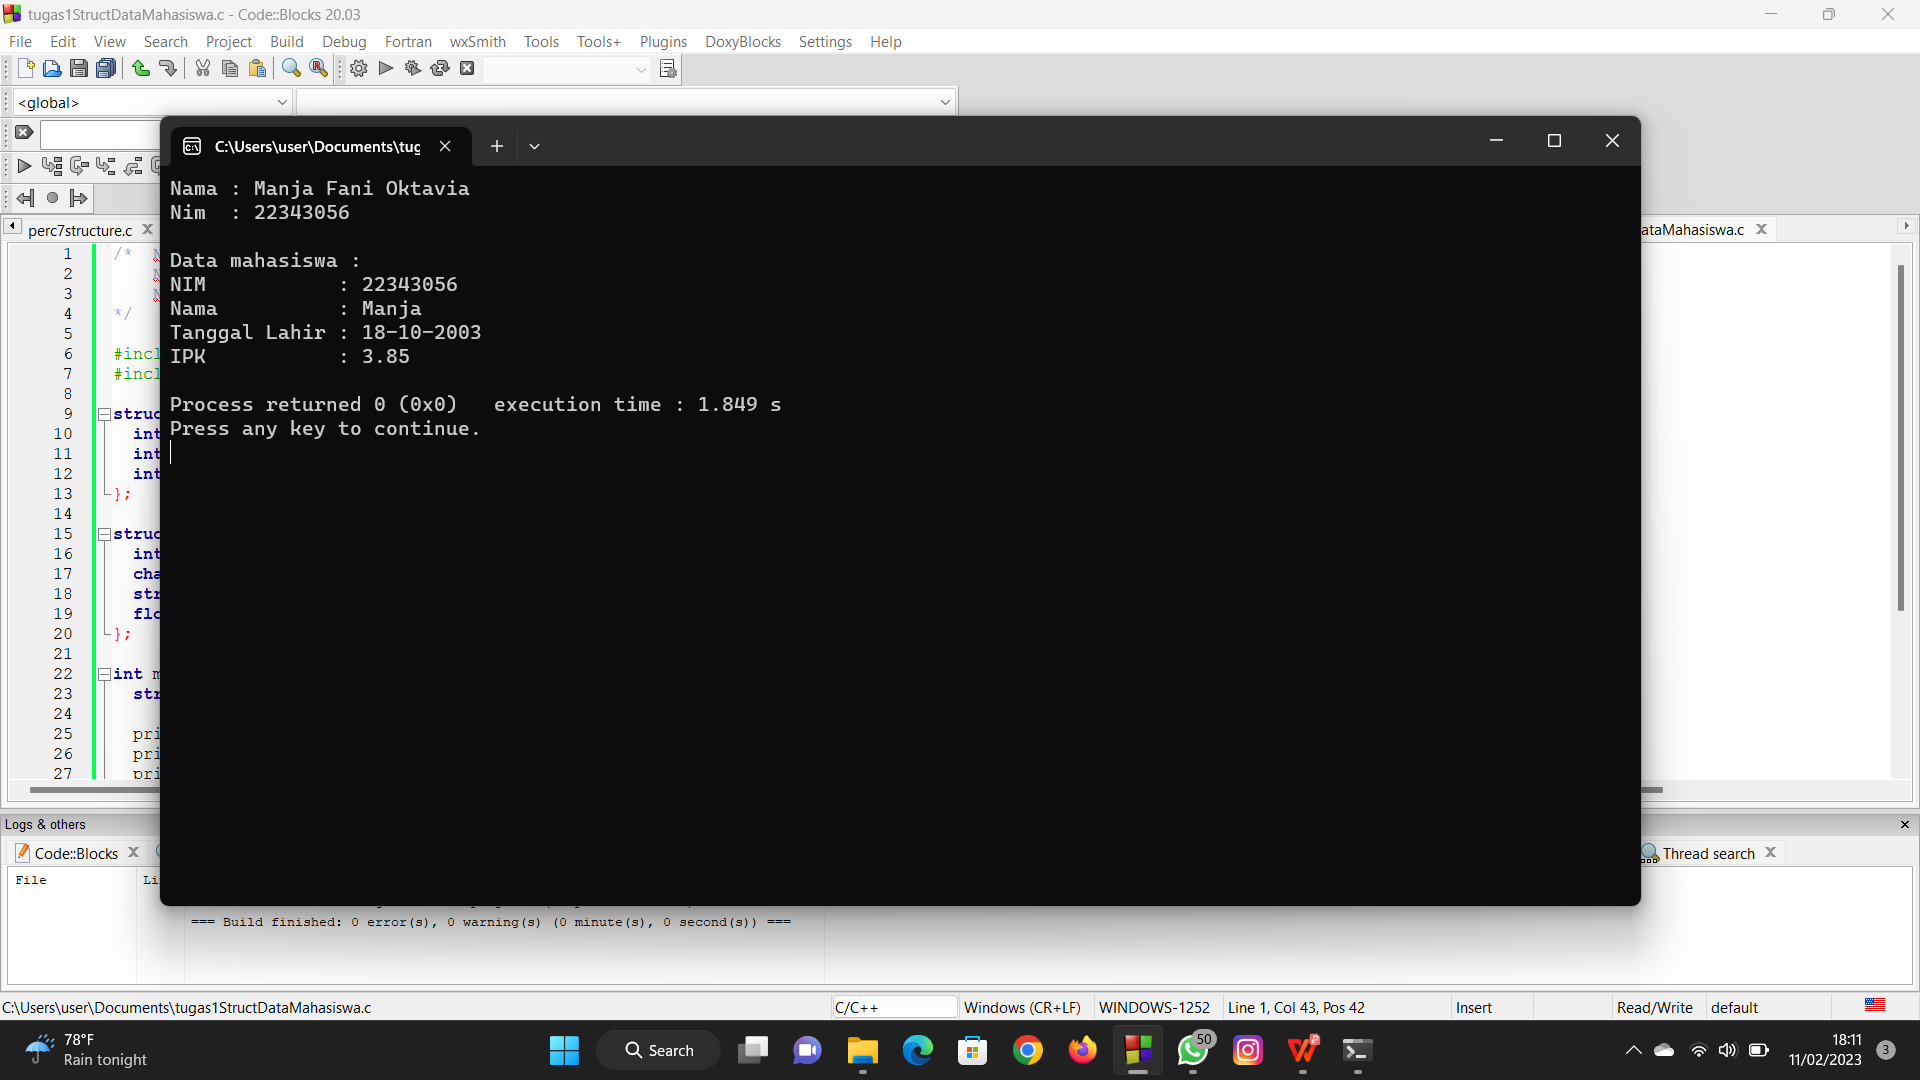 tugas1StructDataMahasiswa.c - Code::Blocks 20.03
File Edit View Search Project Build Debug Fortran wxSmith Tools Tools+ Plugins DoxyBlocks Settings Help
<global>
C:\Users\user\Documents\tug
Nama : Manja Fani Oktavia
Nim  : 22343056
Data mahasiswa :
NIM           : 22343056
Nama          : Manja
Tanggal Lahir : 18-10-2003
IPK           : 3.85
Process returned 0 (0x0)   execution time : 1.849 s
Press any key to continue.
perc7structure.c
ataMahasiswa.c
1 /*
2
3
4 */
5
6 #incl
7 #incl
8
9 struc
10 int
11 int
12 int
13 };
14
15 struc
16 int
17 cha
18 str
19 flo
20 };
21
22 int m
23 str
24
25 pri
26 pri
27 pri
Logs & others
Code::Blocks
Thread search
File Li
=== Build finished: 0 error(s), 0 warning(s) (0 minute(s), 0 second(s)) ===
C:\Users\user\Documents\tugas1StructDataMahasiswa.c C/C++ Windows (CR+LF) WINDOWS-1252 Line 1, Col 43, Pos 42 Insert Read/Write default
78°F
Rain tonight
Search
50
18:11
11/02/2023
3